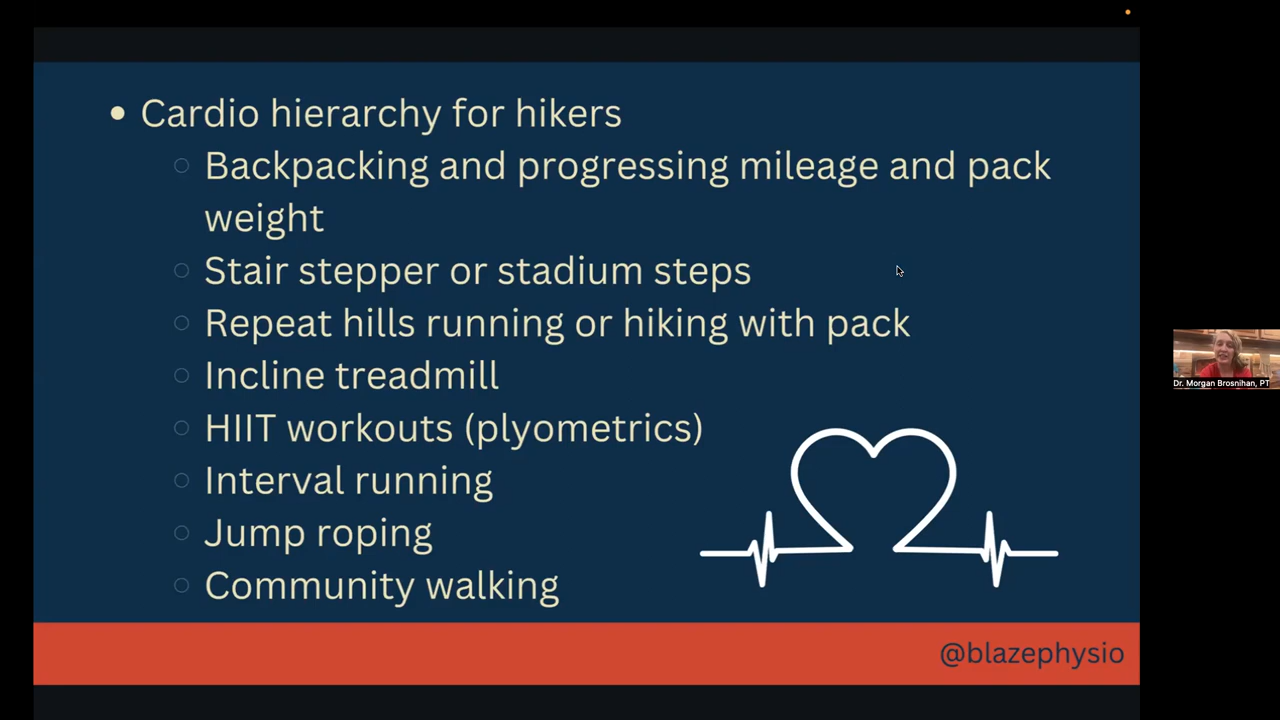 Cardio hierarchy for hikers
Backpacking and progressing mileage and pack
weight
Stair stepper or stadium steps
Repeat hills running or hiking with pack
Incline treadmill
HIIT workouts (plyometrics)
Interval running
Jump roping
Community walking
@blazephysio
Dr. Morgan Brosnihan, PT